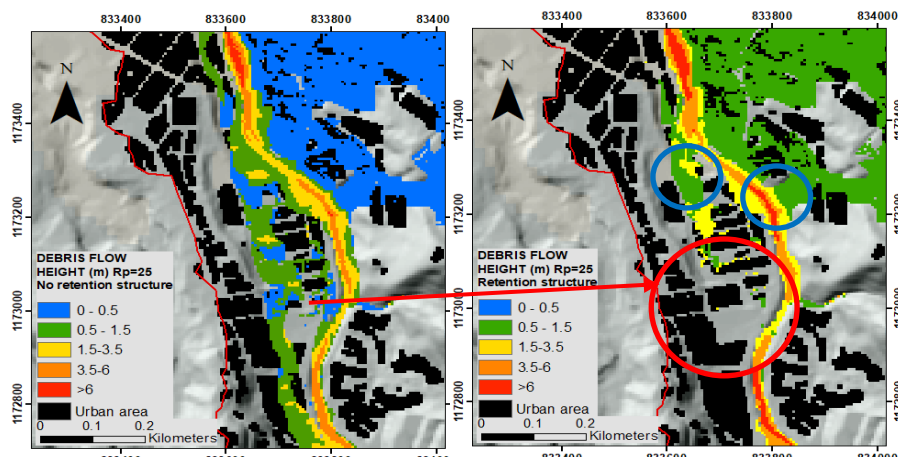 833400 833600 833800 83400
N
1173400
1173200
1173000
1172800
DEBRIS FLOW
HEIGHT (m) Rp=25
No retention structure
0 - 0.5
0.5 - 1.5
1.5-3.5
3.5-6
>6
Urban area
0 0.1 0.2
Kilometers
833400 833600 833800 83400
833400 833600 833800 834000
N
1173400
1173200
1173000
1172800
DEBRIS FLOW
HEIGHT (m) Rp=25
Retention structure
0 - 0.5
0.5 - 1.5
1.5-3.5
3.5-6
>6
Urban area
0 0.1 0.2
Kilometers
833400 833600 833800 834000